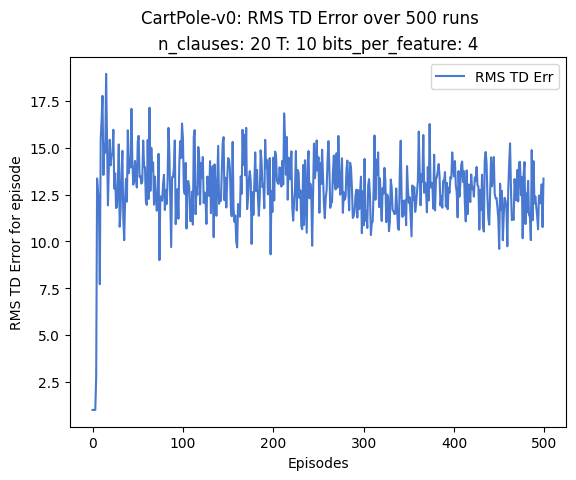 CartPole-v0: RMS TD Error over 500 runs
n_clauses: 20 T: 10 bits_per_feature: 4
RMS TD Err
17.5
15.0
12.5
10.0
7.5
5.0
2.5
RMS TD Error for episode
0 100 200 300 400 500
Episodes